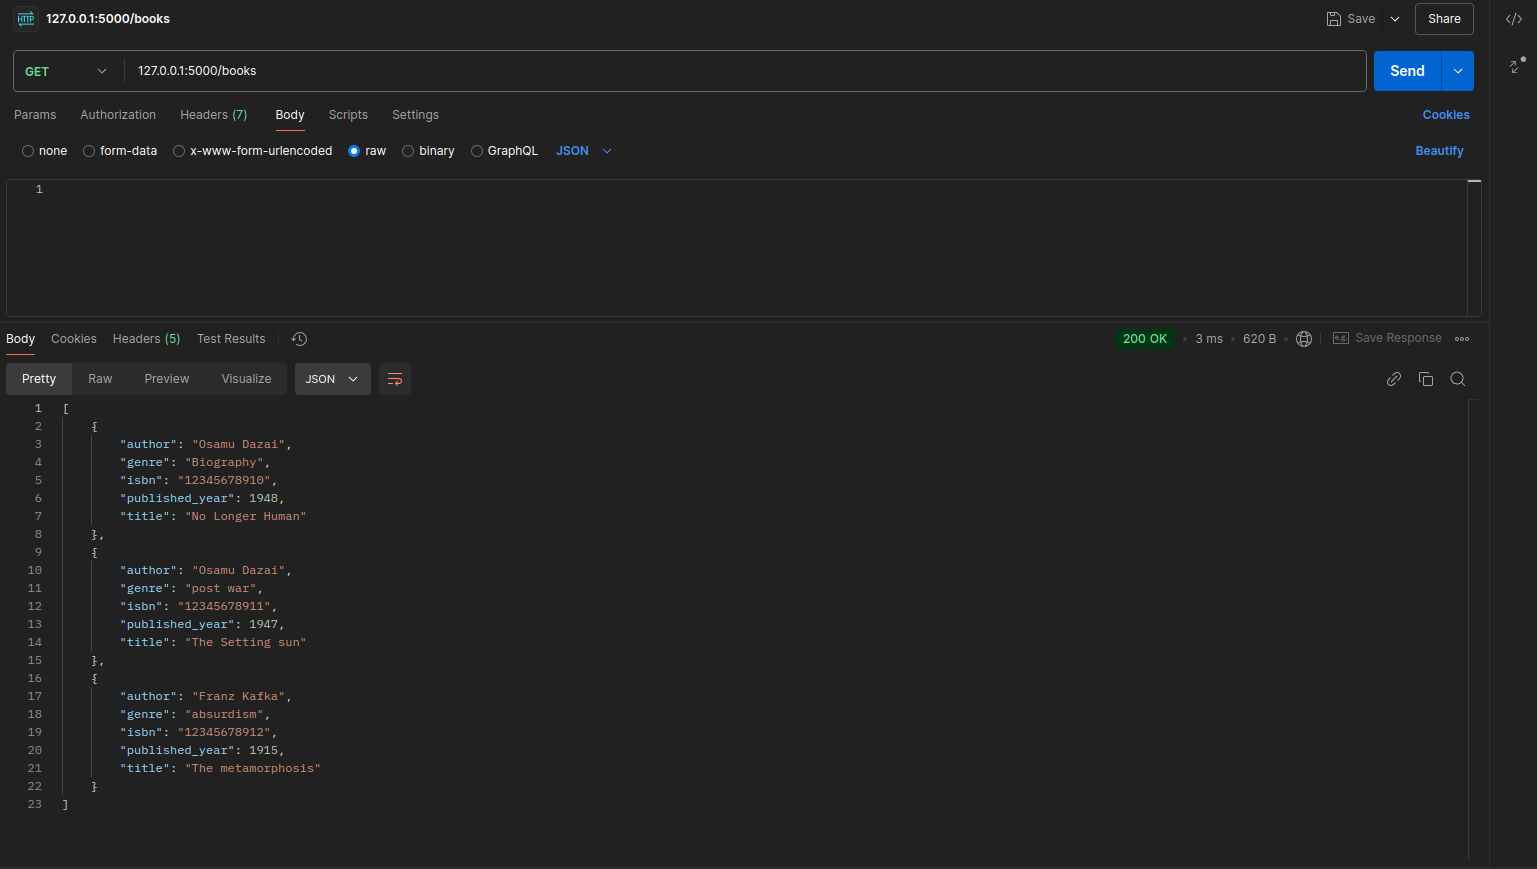 HTTP 127.0.0.1:5000/books Save Share
GET 127.0.0.1:5000/books Send
Params Authorization Headers (7) Body Scripts Settings Cookies
none form-data x-www-form-urlencoded raw binary GraphQL JSON Beautify
1
Body Cookies Headers (5) Test Results 200 OK • 3 ms • 620 B • e.g. Save Response
Pretty Raw Preview Visualize JSON
1 [
2 {
3 "author": "Osamu Dazai",
4 "genre": "Biography",
5 "isbn": "12345678910",
6 "published_year": 1948,
7 "title": "No Longer Human"
8 },
9 {
10 "author": "Osamu Dazai",
11 "genre": "post war",
12 "isbn": "12345678911",
13 "published_year": 1947,
14 "title": "The Setting sun"
15 },
16 {
17 "author": "Franz Kafka",
18 "genre": "absurdism",
19 "isbn": "12345678912",
20 "published_year": 1915,
21 "title": "The metamorphosis"
22 }
23 ]